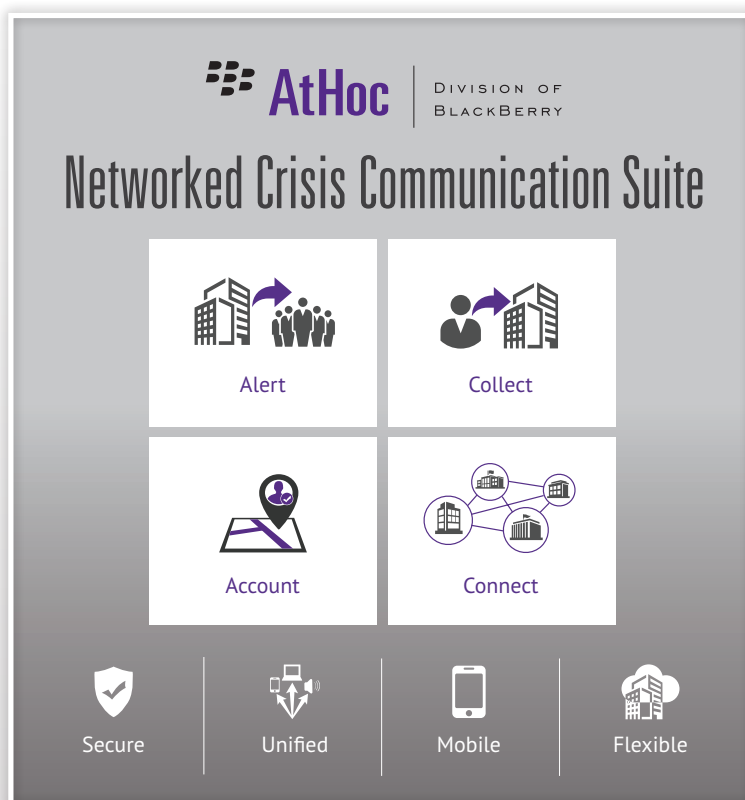 AtHoc
DIVISION OF
BLACKBERRY
Networked Crisis Communication Suite
Alert
Collect
Account
Connect
Secure
Unified
Mobile
Flexible